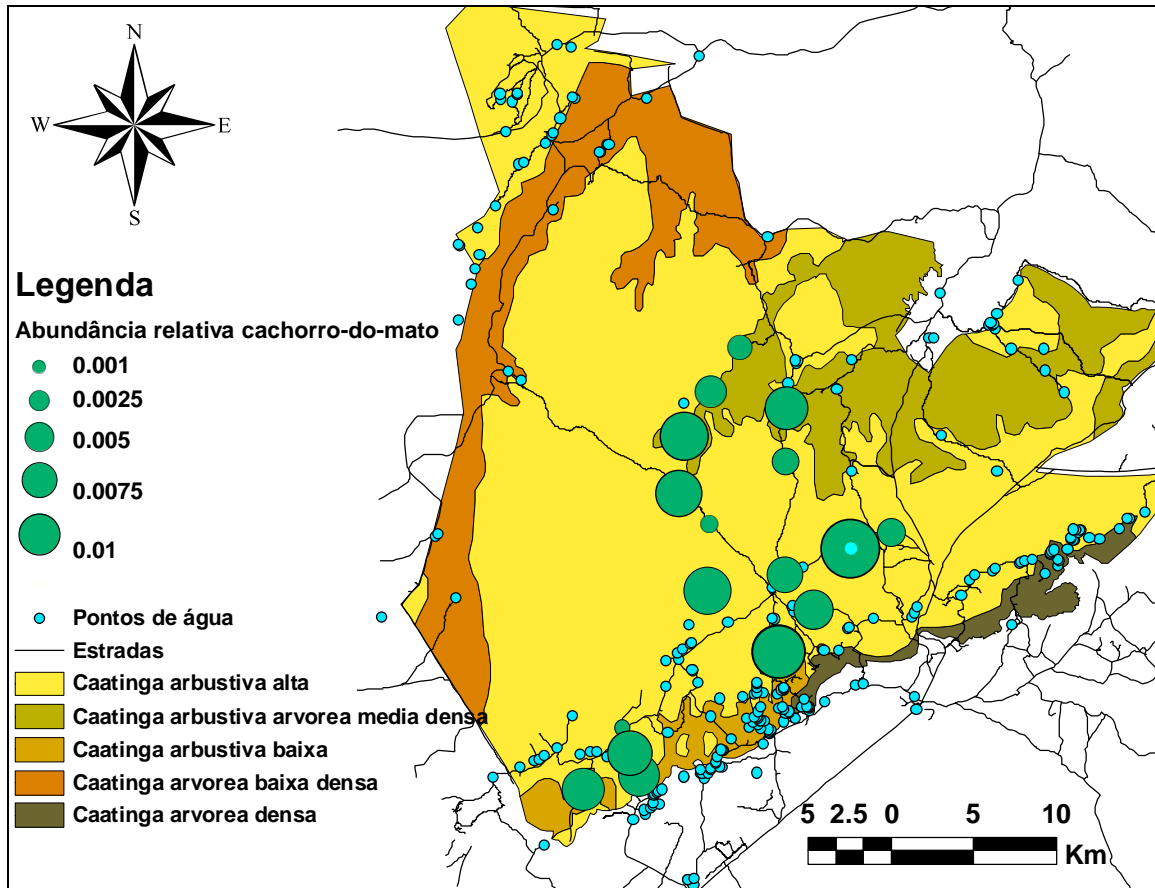 N
W E
S
Legenda
Abundância relativa cachorro-do-mato
0.001
0.0025
0.005
0.0075
0.01
Pontos de água
Estradas
Caatinga arbustiva alta
Caatinga arbustiva arvorea media densa
Caatinga arbustiva baixa
Caatinga arvorea baixa densa
Caatinga arvorea densa
5 2.5 0 5 10
Km